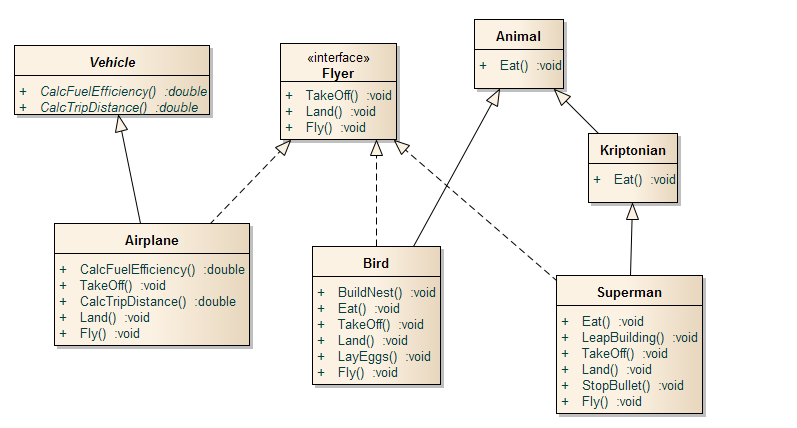 Vehicle
+ CalcFuelEfficiency() :double
+ CalcTripDistance() :double
«interface»
Flyer
+ TakeOff() :void
+ Land() :void
+ Fly() :void
Animal
+ Eat() :void
Kriptonian
+ Eat() :void
Airplane
+ CalcFuelEfficiency() :double
+ TakeOff() :void
+ CalcTripDistance() :double
+ Land() :void
+ Fly() :void
Bird
+ BuildNest() :void
+ Eat() :void
+ TakeOff() :void
+ Land() :void
+ LayEggs() :void
+ Fly() :void
Superman
+ Eat() :void
+ LeapBuilding() :void
+ TakeOff() :void
+ Land() :void
+ StopBullet() :void
+ Fly() :void